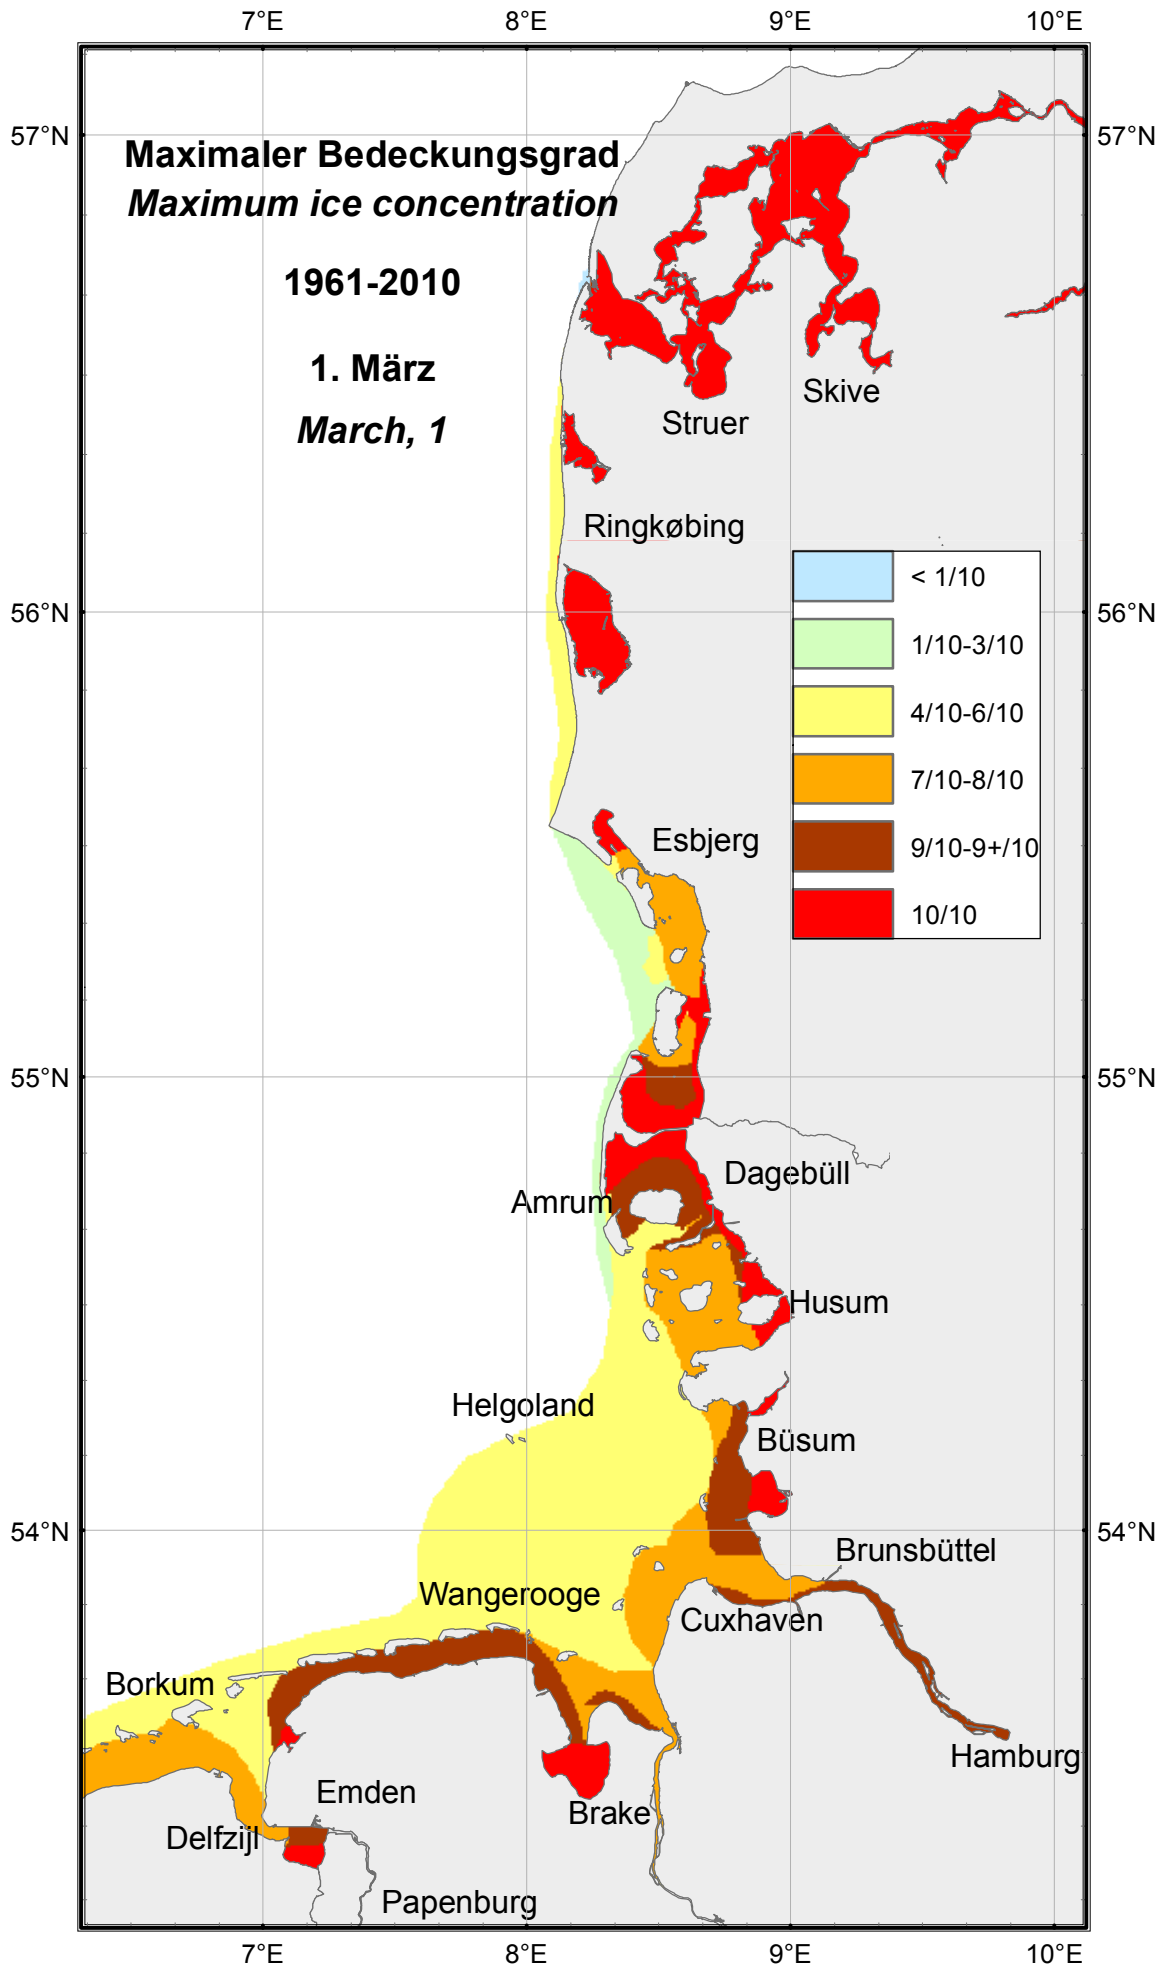 7°E 8°E 9°E 10°E
57°N 57°N
Maximaler Bedeckungsgrad
Maximum ice concentration
1961-2010
1. März
March, 1
Skive
Struer
Ringkøbing
< 1/10
56°N 56°N
1/10-3/10
4/10-6/10
7/10-8/10
Esbjerg
9/10-9+/10
10/10
55°N 55°N
Dagebüll
Amrum
Husum
Helgoland
Büsum
54°N 54°N
Brunsbüttel
Wangerooge
Cuxhaven
Borkum
Hamburg
Emden
Brake
Delfzijl
Papenburg
7°E 8°E 9°E 10°E